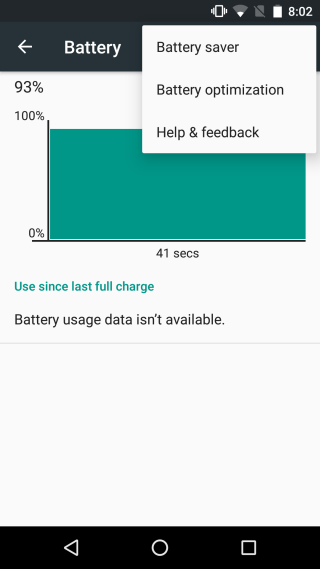 8:02
Battery
Battery saver
Battery optimization
Help & feedback
93%
100%
0%
41 secs
Use since last full charge
Battery usage data isn't available.